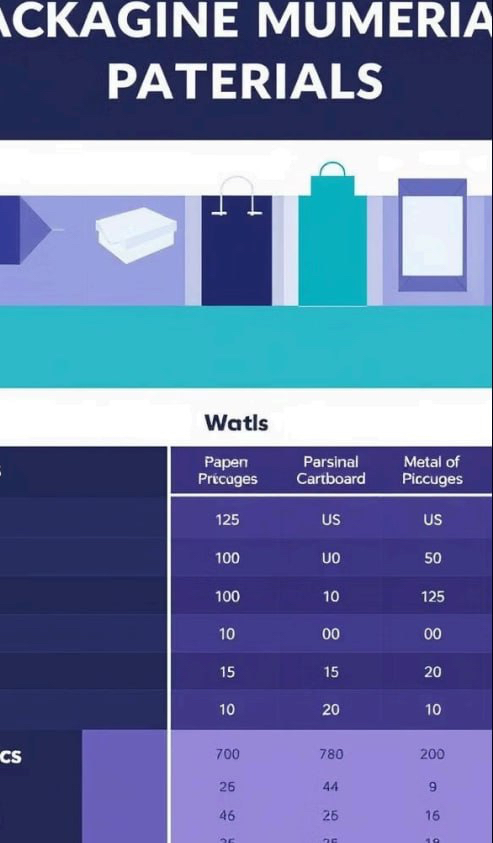 ACKAGINE MUMERIA
PATERIALS
Watls
s Papen Parsinal Metal of
Prıcuges Cartboard Piccuges
125 US US
100 U0 50
100 10 125
10 00 00
15 15 20
10 20 10
cs 700 780 200
25 44 9
46 25 16